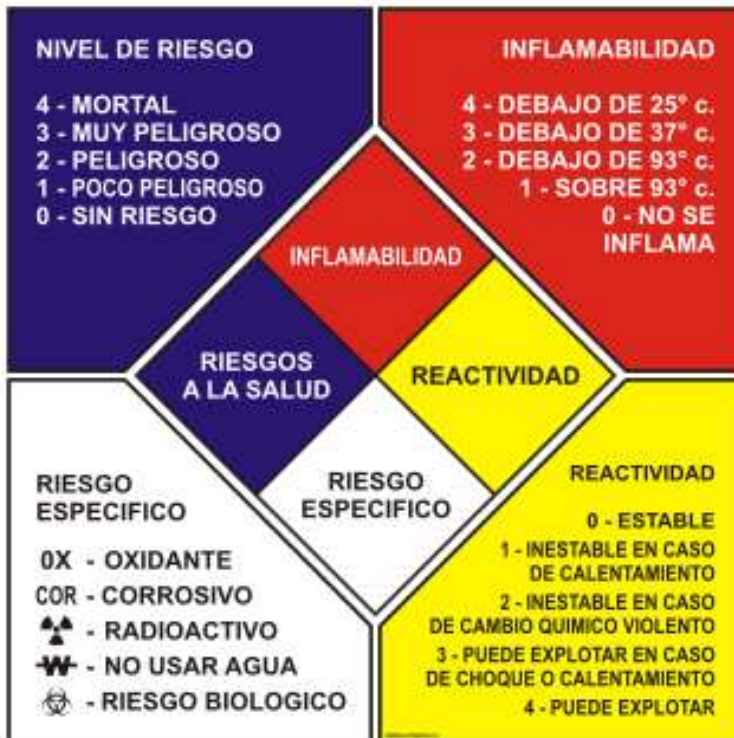 NIVEL DE RIESGO
4 - MORTAL
3 - MUY PELIGROSO
2 - PELIGROSO
1 - POCO PELIGROSO
0 - SIN RIESGO
INFLAMABILIDAD
4 - DEBAJO DE 25° c.
3 - DEBAJO DE 37° c.
2 - DEBAJO DE 93° c.
1 - SOBRE 93° c.
0 - NO SE
INFLAMA
INFLAMABILIDAD
RIESGOS
A LA SALUD
REACTIVIDAD
RIESGO
ESPECIFICO
RIESGO
ESPECIFICO
0X - OXIDANTE
COR - CORROSIVO
- RADIOACTIVO
W - NO USAR AGUA
- RIESGO BIOLOGICO
REACTIVIDAD
0 - ESTABLE
1 - INESTABLE EN CASO
DE CALENTAMIENTO
2 - INESTABLE EN CASO
DE CAMBIO QUIMICO VIOLENTO
3 - PUEDE EXPLOTAR EN CASO
DE CHOQUE O CALENTAMIENTO
4 - PUEDE EXPLOTAR